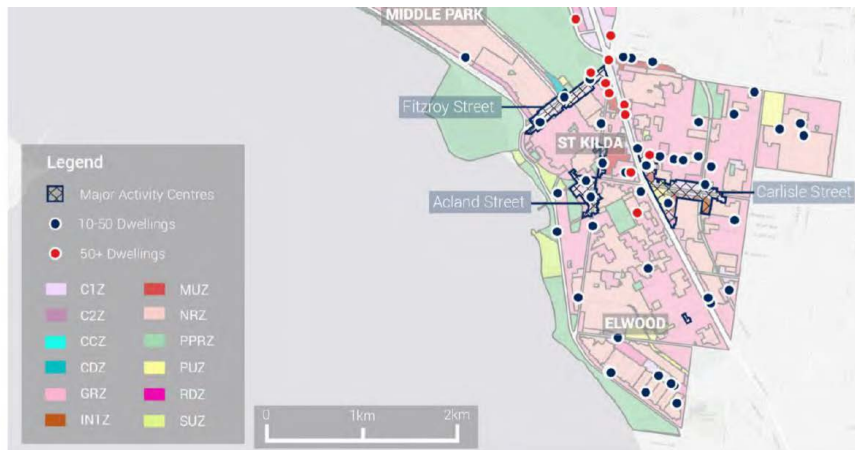 MIDDLE PARK
Fitzroy Street
ST KILDA
Acland Street
Carlisle Street
ELWOOD
Legend
Major Activity Centres
10-50 Dwellings
50+ Dwellings
C1Z MUZ
C2Z NRZ
CCZ PPRZ
CDZ PUZ
GRZ RDZ
IN1Z SUZ
0 1km 2km